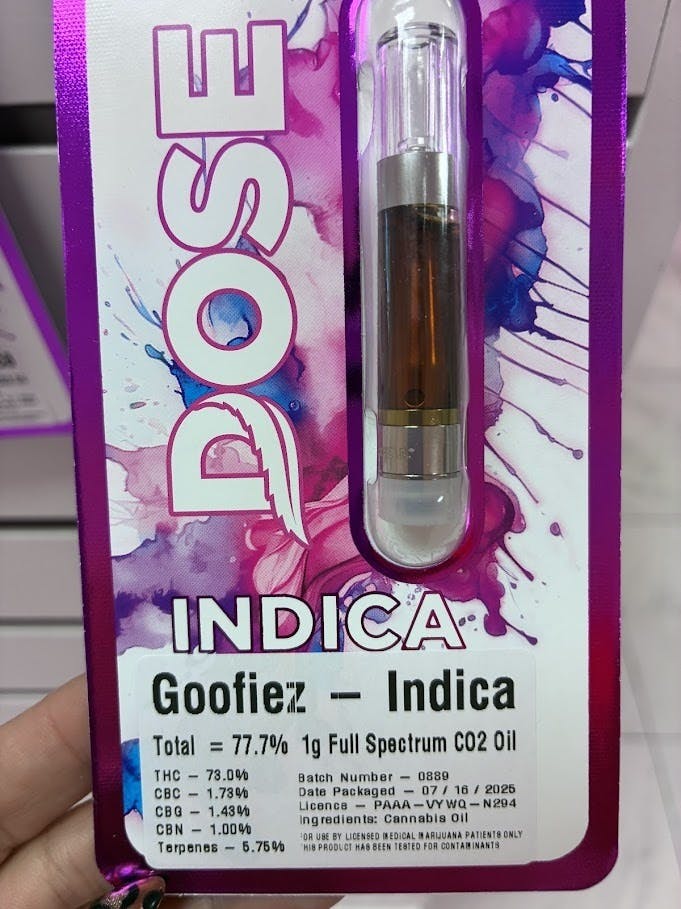 DOSE
INDICA
Goofiez – Indica
Total = 77.7% 1g Full Spectrum CO2 Oil
THC – 73.0%
CBC – 1.73%
CBG – 1.43%
CBN – 1.00%
Terpenes – 5.75%
Batch Number – 0889
Date Packaged – 07 / 16 / 2025
Licence – PAAA-VYWQ-N294
Ingredients: Cannabis Oil
FOR USE BY LICENSED MEDICAL MARIJUANA PATIENTS ONLY
THIS PRODUCT HAS BEEN TESTED FOR CONTAMINANTS